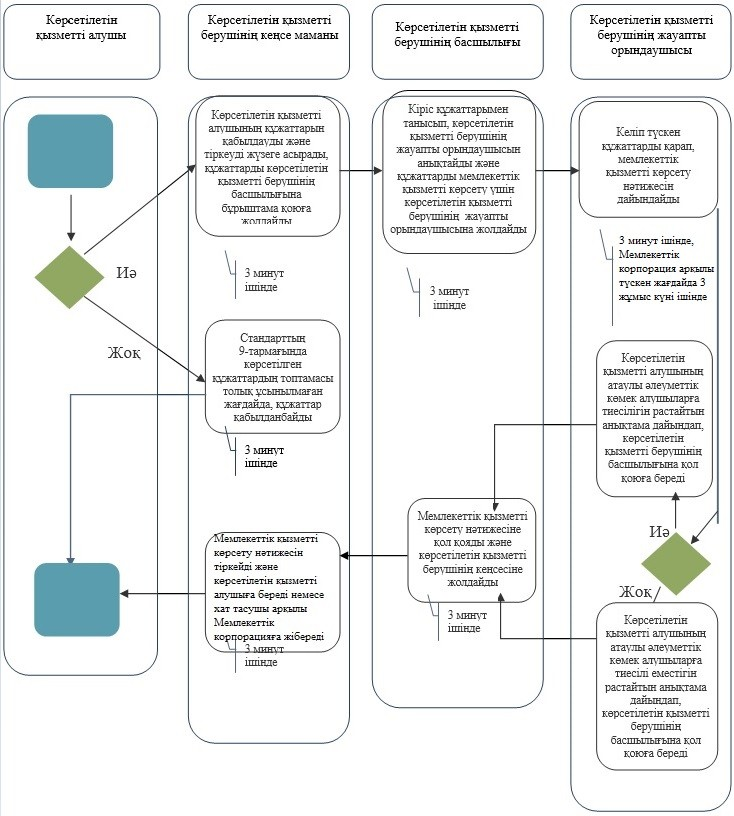 Көрсетілетін
қызметті алушы
Көрсетілетін қызметті
берушінің кеңсе маманы
Көрсетілетін қызметті
берушінің басшылығы
Көрсетілетін қызметті
берушінің жауапты
орындаушысы
Көрсетілетін қызметті
алушының құжаттарын
қабылдауды және
тіркеуді жүзеге асырады,
құжаттарды көрсетілетін
қызметті берушінің
басшылығына
бұрыштама қоюға
жолдайды
Кіріс құжаттарымен
танысып, көрсетілетін
қызметті берушінің
жауапты орындаушысын
анықтайды және
құжаттарды мемлекеттік
қызметті көрсету үшін
көрсетілетін қызметті
берушінің жауапты
орындаушысына жолдайды
Келіп түскен
құжаттарды қарап,
мемлекеттік
қызметті көрсету
нәтижесін
дайындайды
3 минут ішінде,
Мемлекеттік
корпорация арқылы
түскен жағдайда 3
жұмыс күні ішінде
Иә
3 минут
ішінде
3 минут
ішінде
Жоқ
Стандарттың
9-тармағында
көрсетілген
құжаттардың топтамасы
толық ұсынылмаған
жағдайда, құжаттар
қабылданбайды
3 минут
ішінде
Көрсетілетін
қызметті алушының
атаулы әлеуметтік
көмек алушыларға
тиесілігін растайтын
анықтама дайындап,
көрсетілетін
қызметті берушінің
басшылығына қол
қоюға береді
Иә
Жоқ
Мемлекеттік қызметті
көрсету нәтижесіне
қол қояды және
көрсетілетін қызметті
берушінің кеңсесіне
жолдайды
3 минут
ішінде
Мемлекеттік қызметті
көрсету нәтижесін
тіркейді және
көрсетілетін қызметті
алушыға береді немесе
хат тасушы арқылы
Мемлекеттік
корпорацияға жібереді
3 минут
ішінде
Көрсетілетін
қызметті алушының
атаулы әлеуметтік
көмек алушыларға
тиесілі еместігін
растайтын анықтама
дайындап,
көрсетілетін қызметті
берушінің
басшылығына қол
қоюға береді